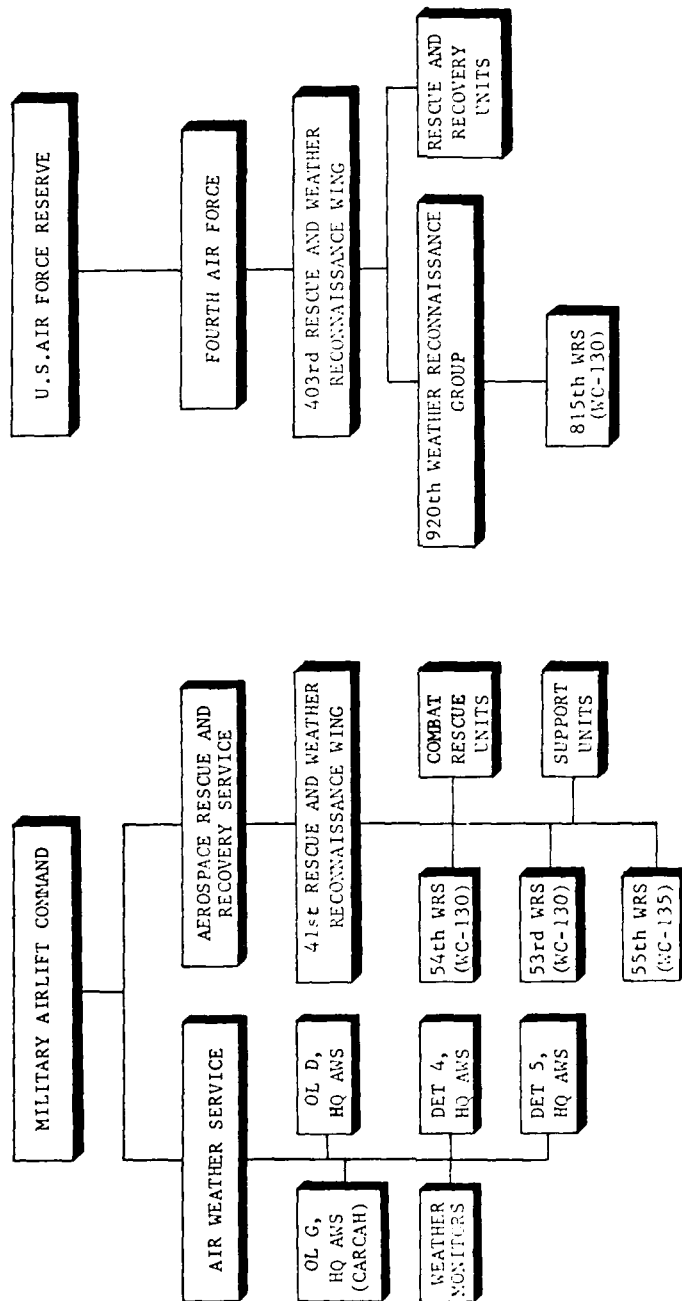 MILITARY AIRLIFT COMMAND
AIR WEATHER SERVICE
AEROSPACE RESCUE AND
RECOVERY SERVICE
OL G,
HQ AWS
(CARCAH)
OL D,
HQ AWS
41st RESCUE AND WEATHER
RECONNAISSANCE WING
WEATHER
MONITORS
DET 4,
HQ AWS
54th WRS
(WC-130)
COMBAT
RESCUE
UNITS
DET 5,
HQ AWS
53rd WRS
(WC-130)
SUPPORT
UNITS
55th WRS
(WC-135)
U.S.AIR FORCE RESERVE
FOURTH AIR FORCE
403rd RESCUE AND WEATHER
RECONNAISSANCE WING
920th WEATHER RECONNAISSANCE
GROUP
RESCUE AND
RECOVERY
UNITS
815th WRS
(WC-130)